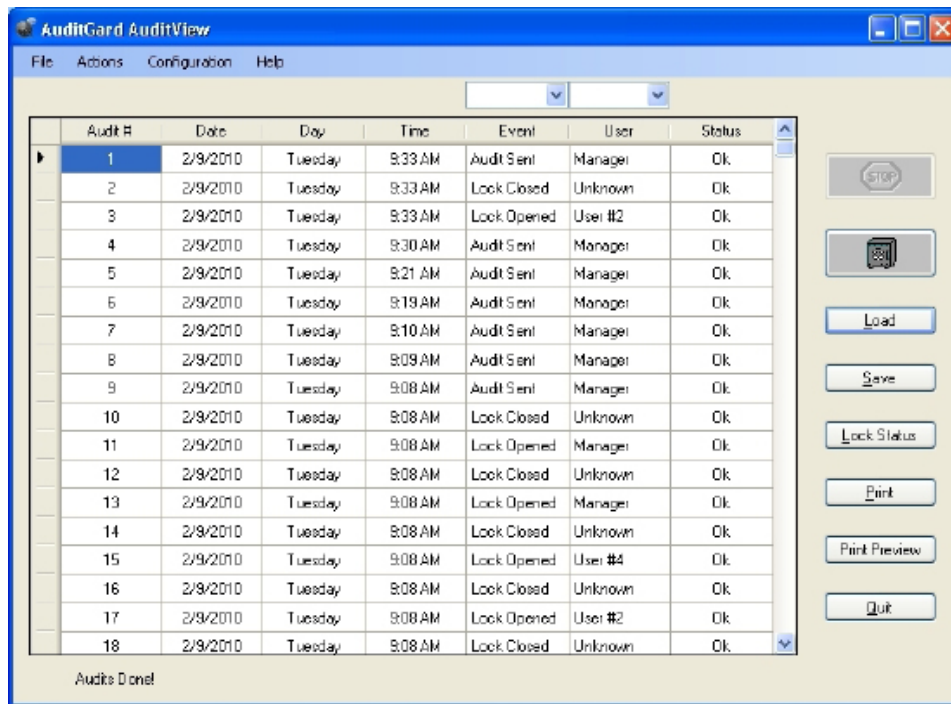 AuditGard AuditView
File Actions Configuration Help
Audit # Date Day Time Event User Status
1 2/9/2010 Tuesday 9:33 AM Audit Sent Manager Ok
2 2/9/2010 Tuesday 9:33 AM Lock Closed Unknown Ok
3 2/9/2010 Tuesday 9:33 AM Lock Opened User #2 Ok
4 2/9/2010 Tuesday 9:30 AM Audit Sent Manager Ok
5 2/9/2010 Tuesday 9:21 AM Audit Sent Manager Ok
6 2/9/2010 Tuesday 9:19 AM Audit Sent Manager Ok
7 2/9/2010 Tuesday 9:10 AM Audit Sent Manager Ok
8 2/9/2010 Tuesday 9:09 AM Audit Sent Manager Ok
9 2/9/2010 Tuesday 9:08 AM Audit Sent Manager Ok
10 2/9/2010 Tuesday 9:08 AM Lock Closed Unknown Ok
11 2/9/2010 Tuesday 9:08 AM Lock Opened Manager Ok
12 2/9/2010 Tuesday 9:08 AM Lock Closed Unknown Ok
13 2/9/2010 Tuesday 9:08 AM Lock Opened Manager Ok
14 2/9/2010 Tuesday 9:08 AM Lock Closed Unknown Ok
15 2/9/2010 Tuesday 9:08 AM Lock Opened User #4 Ok
16 2/9/2010 Tuesday 9:08 AM Lock Closed Unknown Ok
17 2/9/2010 Tuesday 9:08 AM Lock Opened User #2 Ok
18 2/9/2010 Tuesday 9:08 AM Lock Closed Unknown Ok
STOP
Load
Save
Lock Status
Print
Print Preview
Quit
Audits Done!